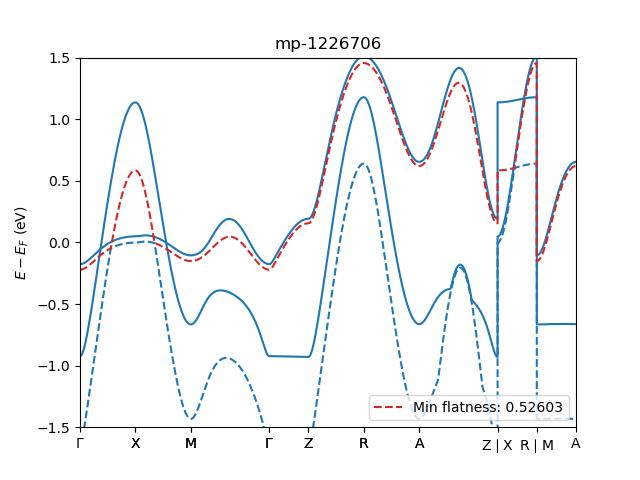 mp-1226706
E − E_F (eV)
1.5
1.0
0.5
0.0
−0.5
−1.0
−1.5
Min flatness: 0.52603
Γ X M Γ Z R A Z | X R | M A